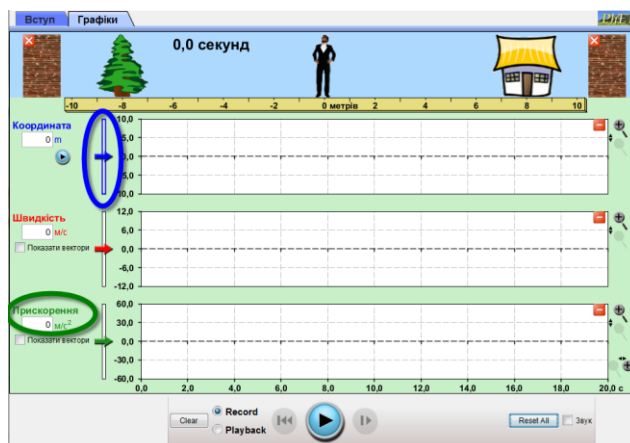 Вступ Графіки PhET
0,0 секунд
-10 -8 -6 -4 -2 0 метрів 2 4 6 8 10
Координата
0 m
10,0
5,0
0,0
-5,0
-10,0
Швидкість
0 м/с
Показати вектори
12,0
6,0
0,0
-6,0
-12,0
Прискорення
0 м/с²
Показати вектори
60,0
30,0
0,0
-30,0
-60,0
0,0 2,0 4,0 6,0 8,0 10,0 12,0 14,0 16,0 18,0 20,0 с
Clear Record Reset All Звук
Playback